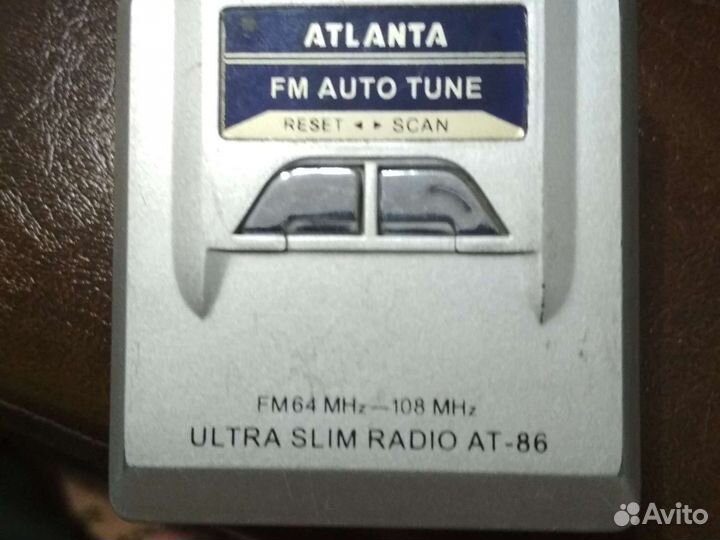 ATLANTA
FM AUTO TUNE
RESET ◄ ► SCAN
FM64 MHz—108 MHz
ULTRA SLIM RADIO AT-86
Avito